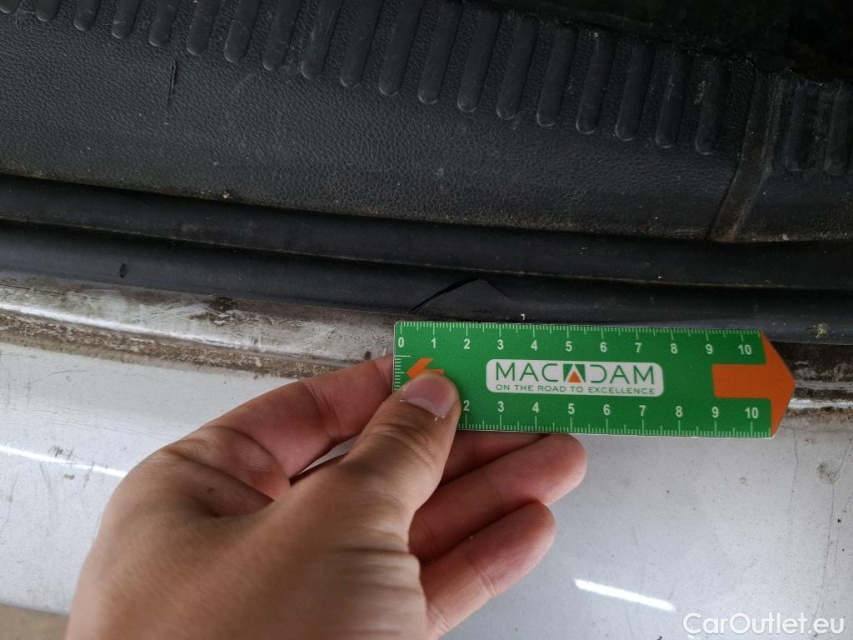 0 1 2 3 4 5 6 7 8 9 10
MACADAM
ON THE ROAD TO EXCELLENCE
2 3 4 5 6 7 8 9 10
CarOutlet.eu